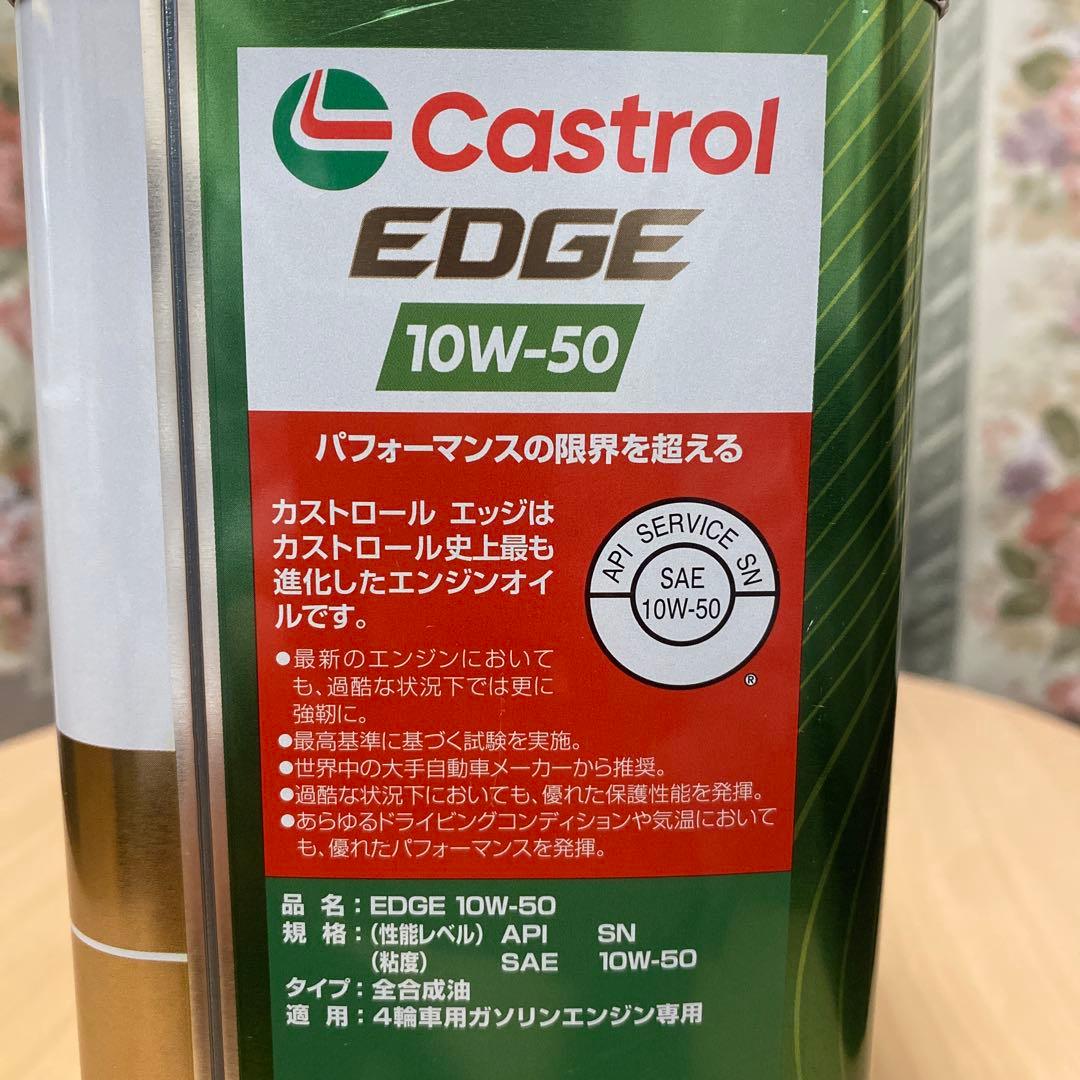 Castrol
EDGE
10W-50
パフォーマンスの限界を超える
カストロール エッジは
カストロール史上最も
進化したエンジンオイ
ルです。
API SERVICE SN
SAE
10W-50
®
●最新のエンジンにおいて
も、過酷な状況下では更に
強靭に。
●最高基準に基づく試験を実施。
●世界中の大手自動車メーカーから推奨。
●過酷な状況下においても、優れた保護性能を発揮。
●あらゆるドライビングコンディションや気温において
も、優れたパフォーマンスを発揮。
品 名：EDGE 10W-50
規 格：（性能レベル） API SN
（粘度） SAE 10W-50
タイプ：全合成油
適 用：4輪車用ガソリンエンジン専用